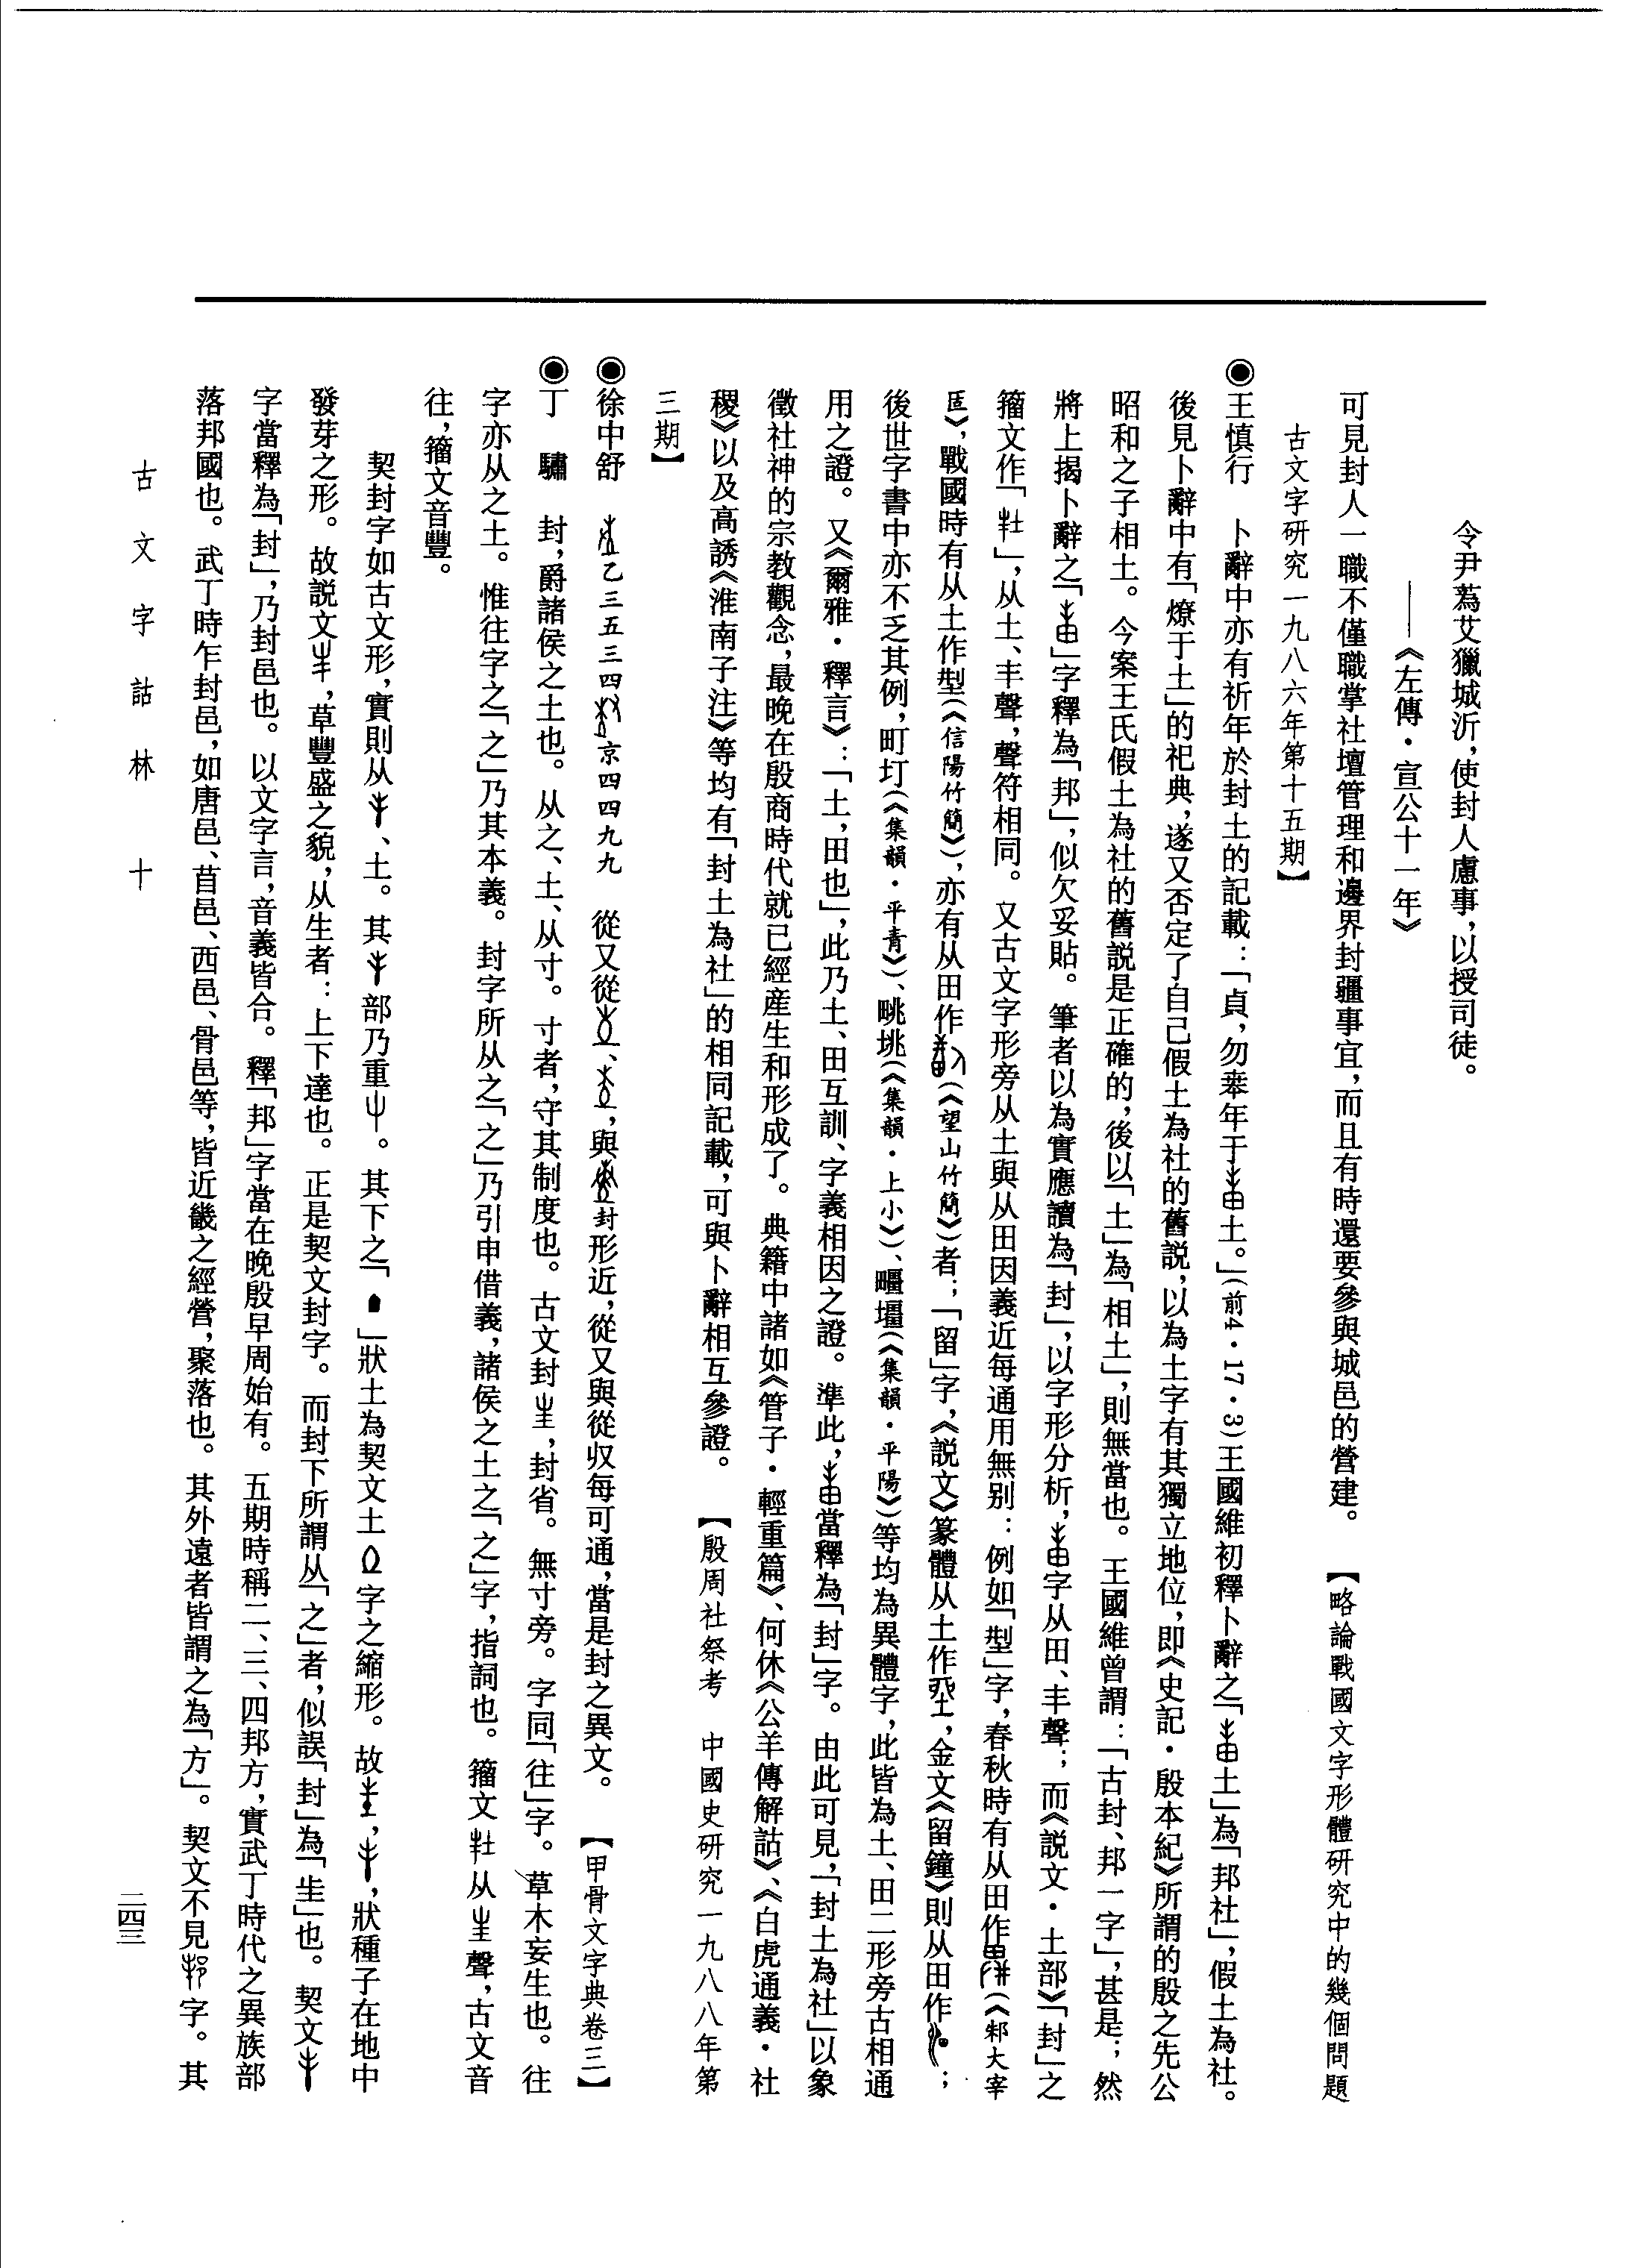 令尹蒍艾獵城沂，使封人慮事，以授司徒。
——《左傳·宣公十一年》
可見封人一職不僅職掌社壇管理和邊界封疆事宜，而且有時還要參與城邑的營建。　【略論戰國文字形體研究中的幾個問題
古文字研究一九八六年第十五期】
◉王慎行　卜辭中亦有祈年於封土的記載：「貞，勿桒年于土。」（前4·17·3）王國維初釋卜辭之「土」為「邦社」，假土為社。
後見卜辭中有「燎于土」的祀典，遂又否定了自己假土為社的舊説，以為土字有其獨立地位，即《史記·殷本紀》所謂的殷之先公
昭和之子相土。今案王氏假土為社的舊說是正確的，後以「土」為「相土」，則無當也。王國維曾謂：「古封、邦一字」，甚是；然
將上揭卜辭之「」字釋為「邦」，似欠妥貼。筆者以為實應讀為「封」，以字形分析，字从田、丰聲；而《説文·土部》「封」之
籀文作「」，从土、丰聲，聲符相同。又古文字形旁从土與从田因義近每通用無别：例如「型」字，春秋時有从田作（《邾大宰
匜》，戰國時有从土作型（《信陽竹簡》），亦有从田作（《望山竹簡》）者；「留」字，《説文》篆體从土作，金文《留鐘》則从田作；
後世字書中亦不乏其例，町圢（《集韻·平青》）、畩垗（《集韻·上小》）、疅壃（《集韻·平陽》）等均為異體字，此皆為土、田二形旁古相通
用之證。又《爾雅·釋言》：「土，田也」，此乃土、田互訓、字義相因之證。準此，當釋為「封」字。由此可見，「封土為社」以象
徵社神的宗教觀念，最晚在殷商時代就已經産生和形成了。典籍中諸如《管子·輕重篇》、何休《公羊傳解詁》、《白虎通義·社
稷》以及高誘《淮南子注》等均有「封土為社」的相同記載，可與卜辭相互參證。　【殷周社祭考　中國史研究一九八八年第
三期】
◉徐中舒　乙三五三四京四四九九　從又從、，與封形近，從又與從収每可通，當是封之異文。　【甲骨文字典卷三】
◉丁　驌　封，爵諸侯之土也。从之、土、从寸。寸者，守其制度也。古文封，封省。無寸旁。字同「往」字。草木妄生也。往
字亦从之土。惟往字之「之」乃其本義。封字所从之「之」乃引申借義，諸侯之土之「之」字，指詞也。籀文从聲，古文音
往，籀文音豐。
契封字如古文形，實則从、土。其部乃重。其下之「」狀土為契文土字之縮形。故，，狀種子在地中
發芽之形。故説文，草豐盛之貌，从生者：上下達也。正是契文封字。而封下所謂从「之」者，似誤「封」為「㞷」也。契文
字當釋為「封」，乃封邑也。以文字言，音義皆合。釋「邦」字當在晚殷早周始有。五期時稱二、三、四邦方，實武丁時代之異族部
落邦國也。武丁時乍封邑，如唐邑、苜邑、西邑、骨邑等，皆近畿之經營，聚落也。其外遠者皆謂之為「方」。契文不見字。其
古文字詁林　十
二四三